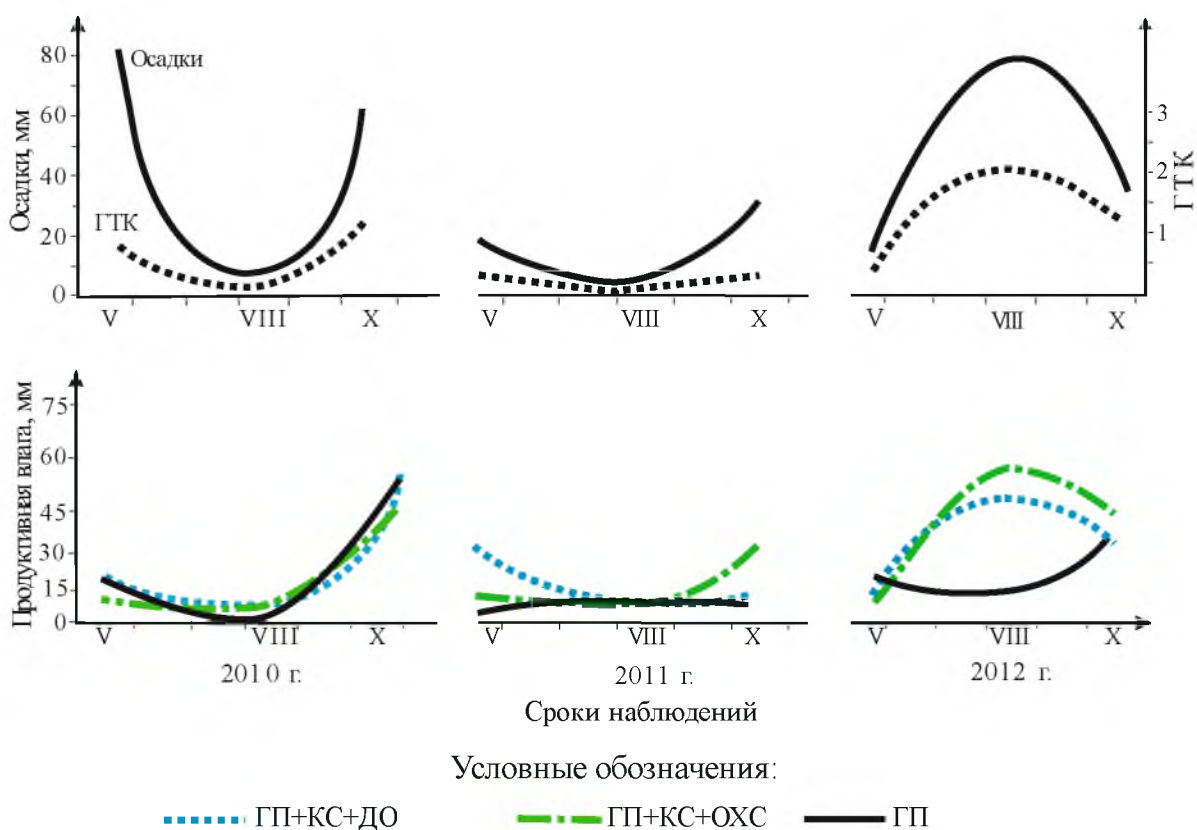 Осадки, мм
80
60
40
20
0
Осадки
ГТК
V VIII X
V VIII X
V VIII X
3
2
1
ГТК
Продуктивная влага, мм
75
60
45
30
15
0
V VIII X
V VIII X
V VIII X
2010 г.
2011 г.
2012 г.
Сроки наблюдений
Условные обозначения:
ГП+КС+ДО ГП+КС+ОХС ГП